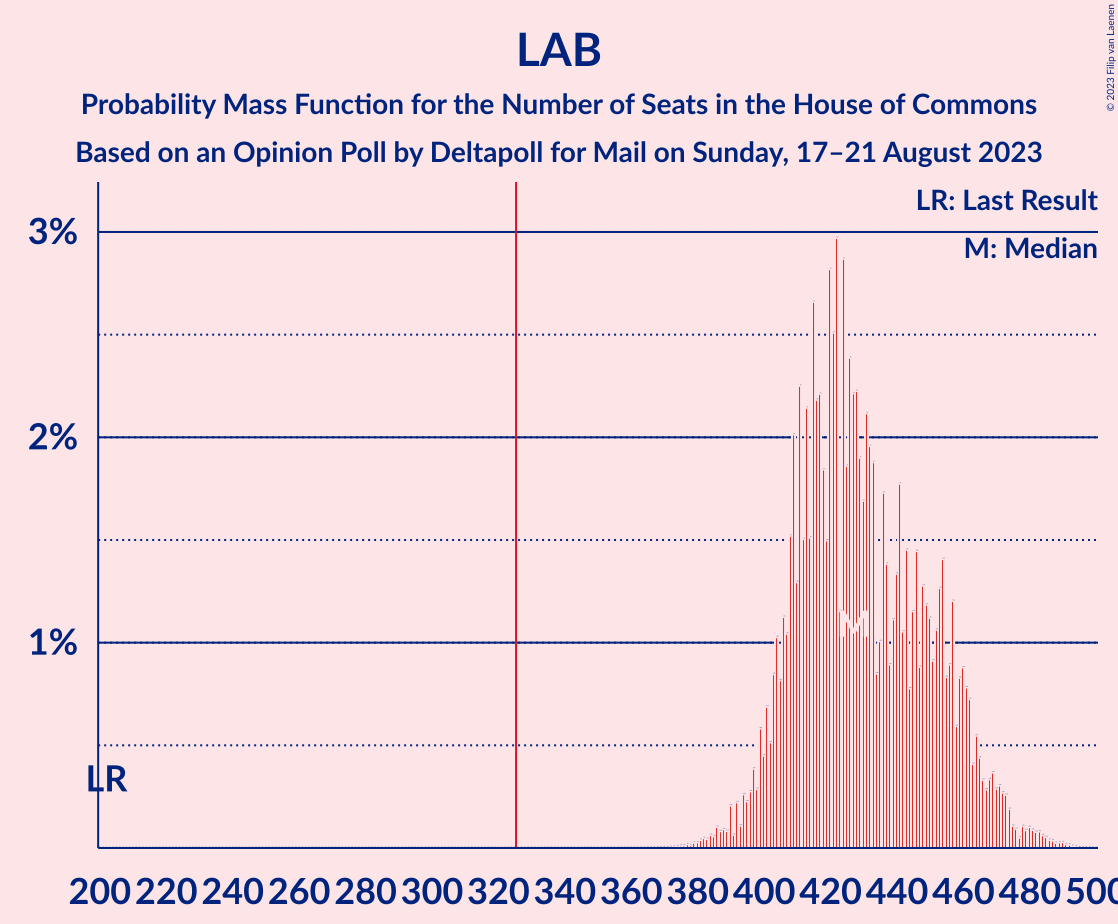 LAB
Probability Mass Function for the Number of Seats in the House of Commons
Based on an Opinion Poll by Deltapoll for Mail on Sunday, 17–21 August 2023
© 2023 Filip van Laenen
LR: Last Result
M: Median
3%
2%
1%
LR
M
200 220 240 260 280 300 320 340 360 380 400 420 440 460 480 500